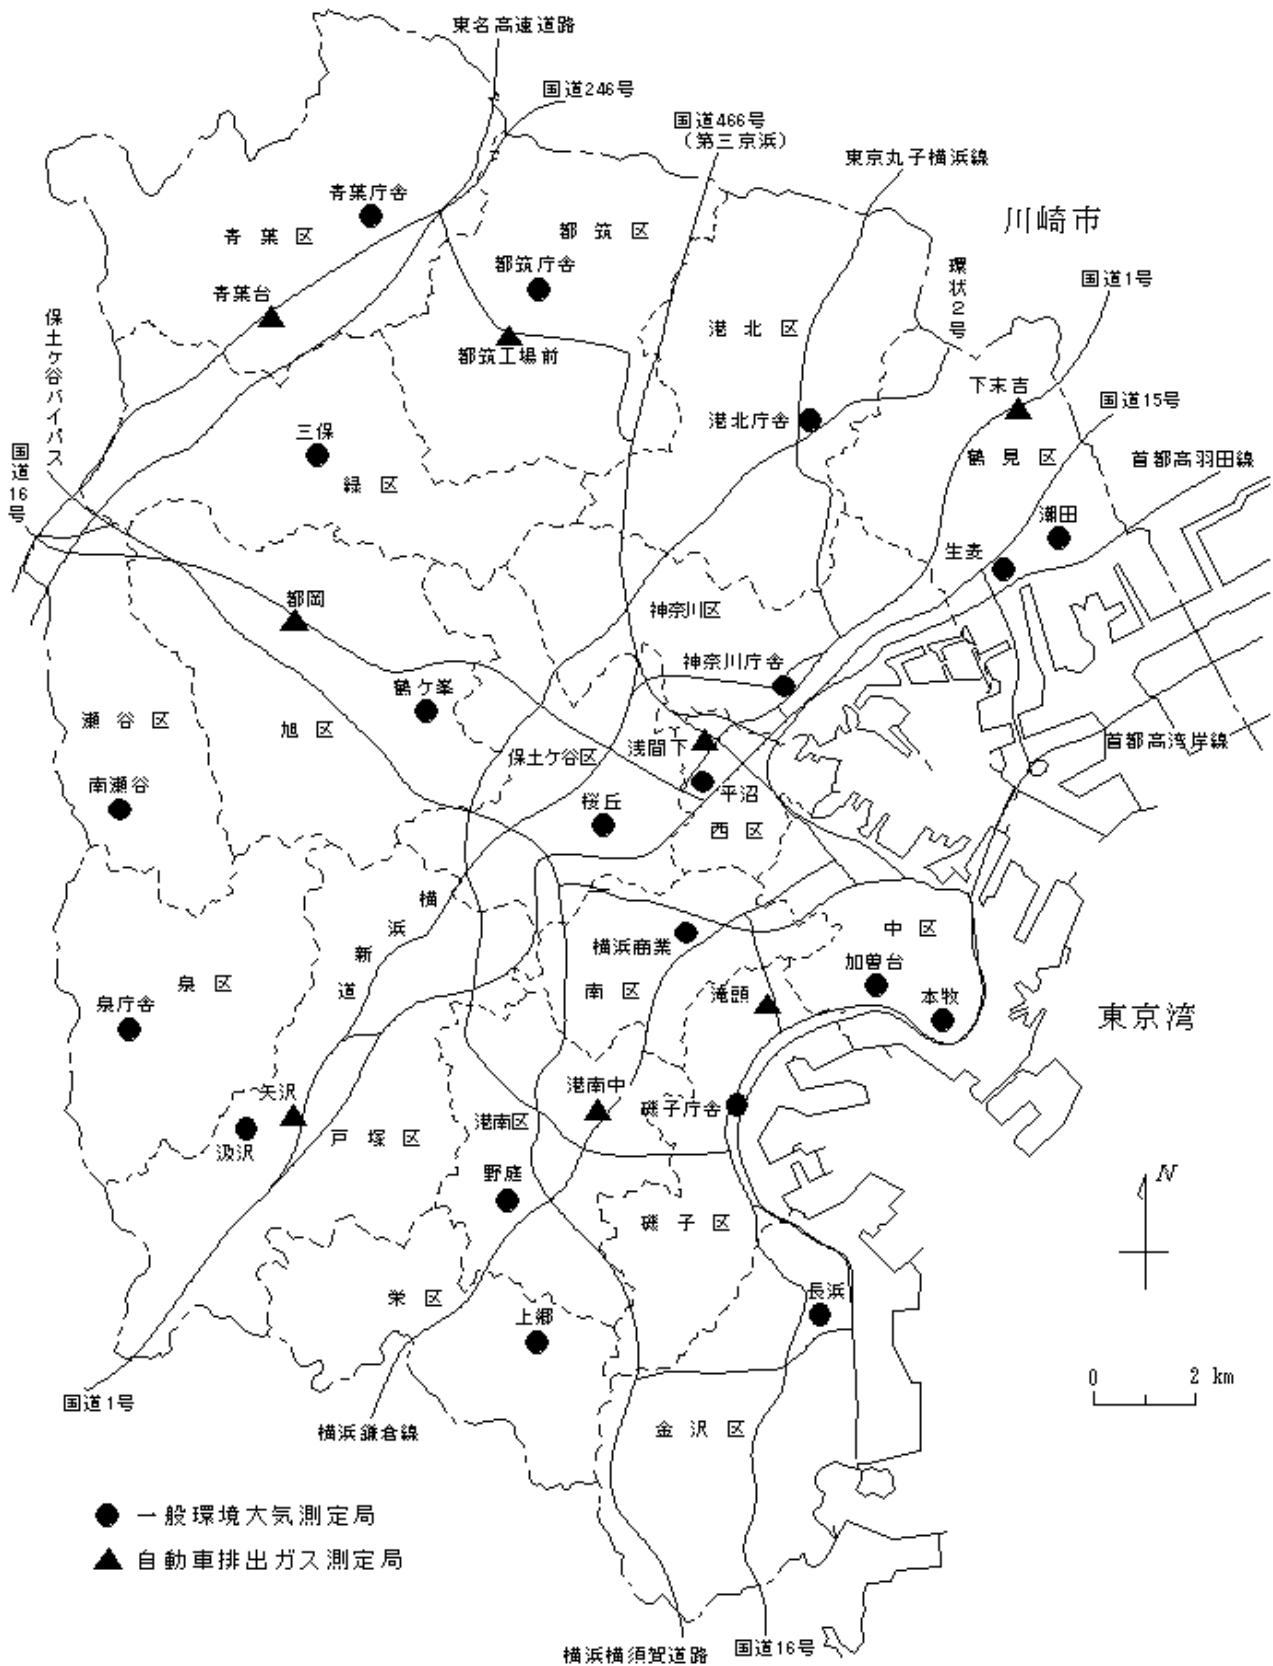 東名高速道路
国道246号
国道466号
（第三京浜）
東京丸子横浜線
川崎市
環状2号
国道1号
青葉庁舎
青葉区
都筑区
都筑庁舎
青葉台
保土ケ谷バイパス
都筑工場前
港北区
下末吉
国道15号
港北庁舎
三保
緑区
国道16号
鶴見区
首都高羽田線
潮田
生麦
都岡
神奈川区
神奈川庁舎
鶴ケ峯
瀬谷区
旭区
保土ケ谷区
浅間下
首都高湾岸線
南瀬谷
桜丘
平沼
西区
横浜新道
横浜商業
中区
加曽台
本牧
泉区
泉庁舎
南区
滝頭
東京湾
矢沢
汲沢
戸塚区
港南区
港南中
磯子庁舎
野庭
磯子区
N
栄区
上郷
長浜
0 2 km
国道1号
横浜鎌倉線
金沢区
一般環境大気測定局
自動車排出ガス測定局
横浜横須賀道路
国道16号